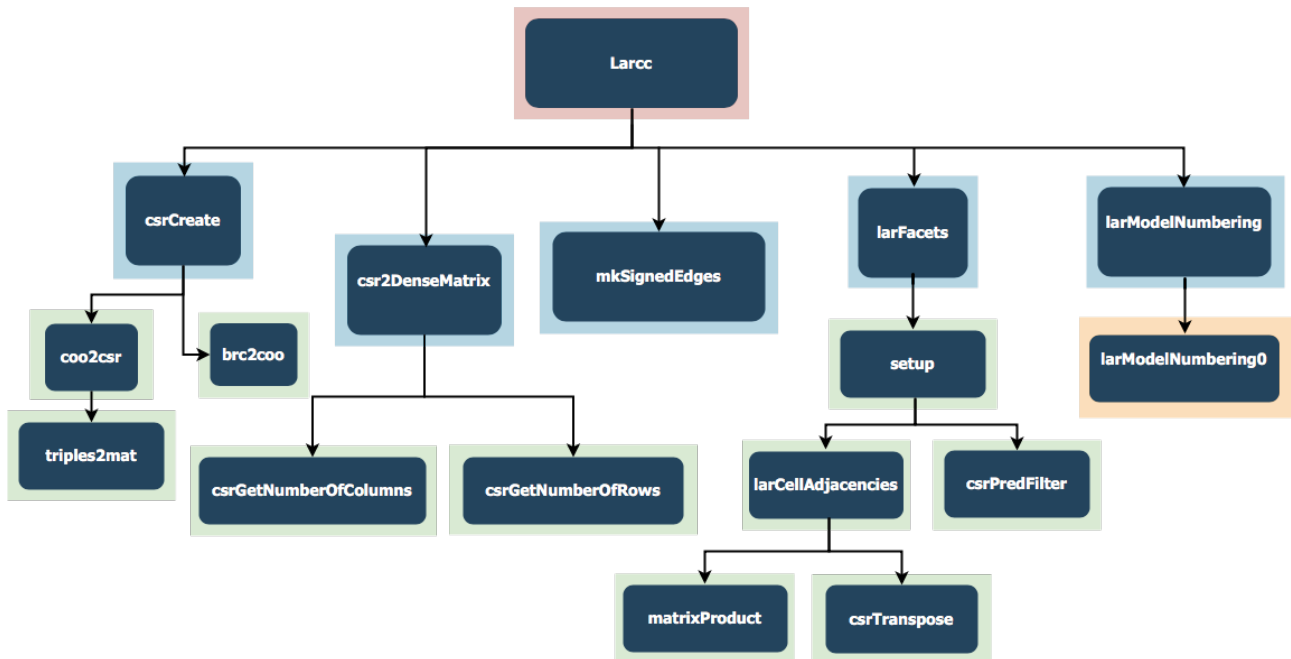 Larcc
csrCreate
csr2DenseMatrix
mkSignedEdges
larFacets
larModelNumbering
coo2csr
brc2coo
setup
larModelNumbering0
triples2mat
csrGetNumberOfColumns
csrGetNumberOfRows
larCellAdjacencies
csrPredFilter
matrixProduct
csrTranspose